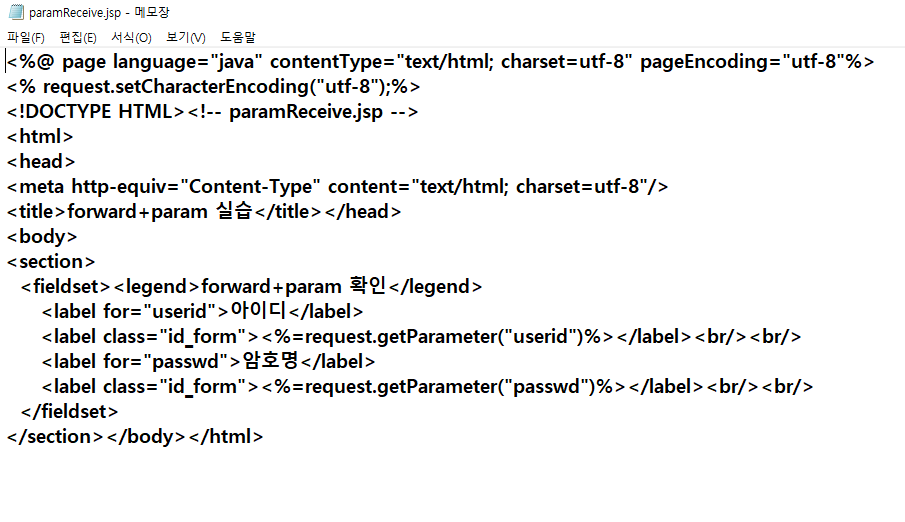 paramReceive.jsp - 메모장
파일(F) 편집(E) 서식(O) 보기(V) 도움말
<%@ page language="java" contentType="text/html; charset=utf-8" pageEncoding="utf-8"%>
<% request.setCharacterEncoding("utf-8");%>
<!DOCTYPE HTML><!-- paramReceive.jsp -->
<html>
<head>
<meta http-equiv="Content-Type" content="text/html; charset=utf-8"/>
<title>forward+param 실습</title></head>
<body>
<section>
<fieldset><legend>forward+param 확인</legend>
<label for="userid">아이디</label>
<label class="id_form"><%=request.getParameter("userid")%></label><br/><br/>
<label for="passwd">암호명</label>
<label class="id_form"><%=request.getParameter("passwd")%></label><br/><br/>
</fieldset>
</section></body></html>